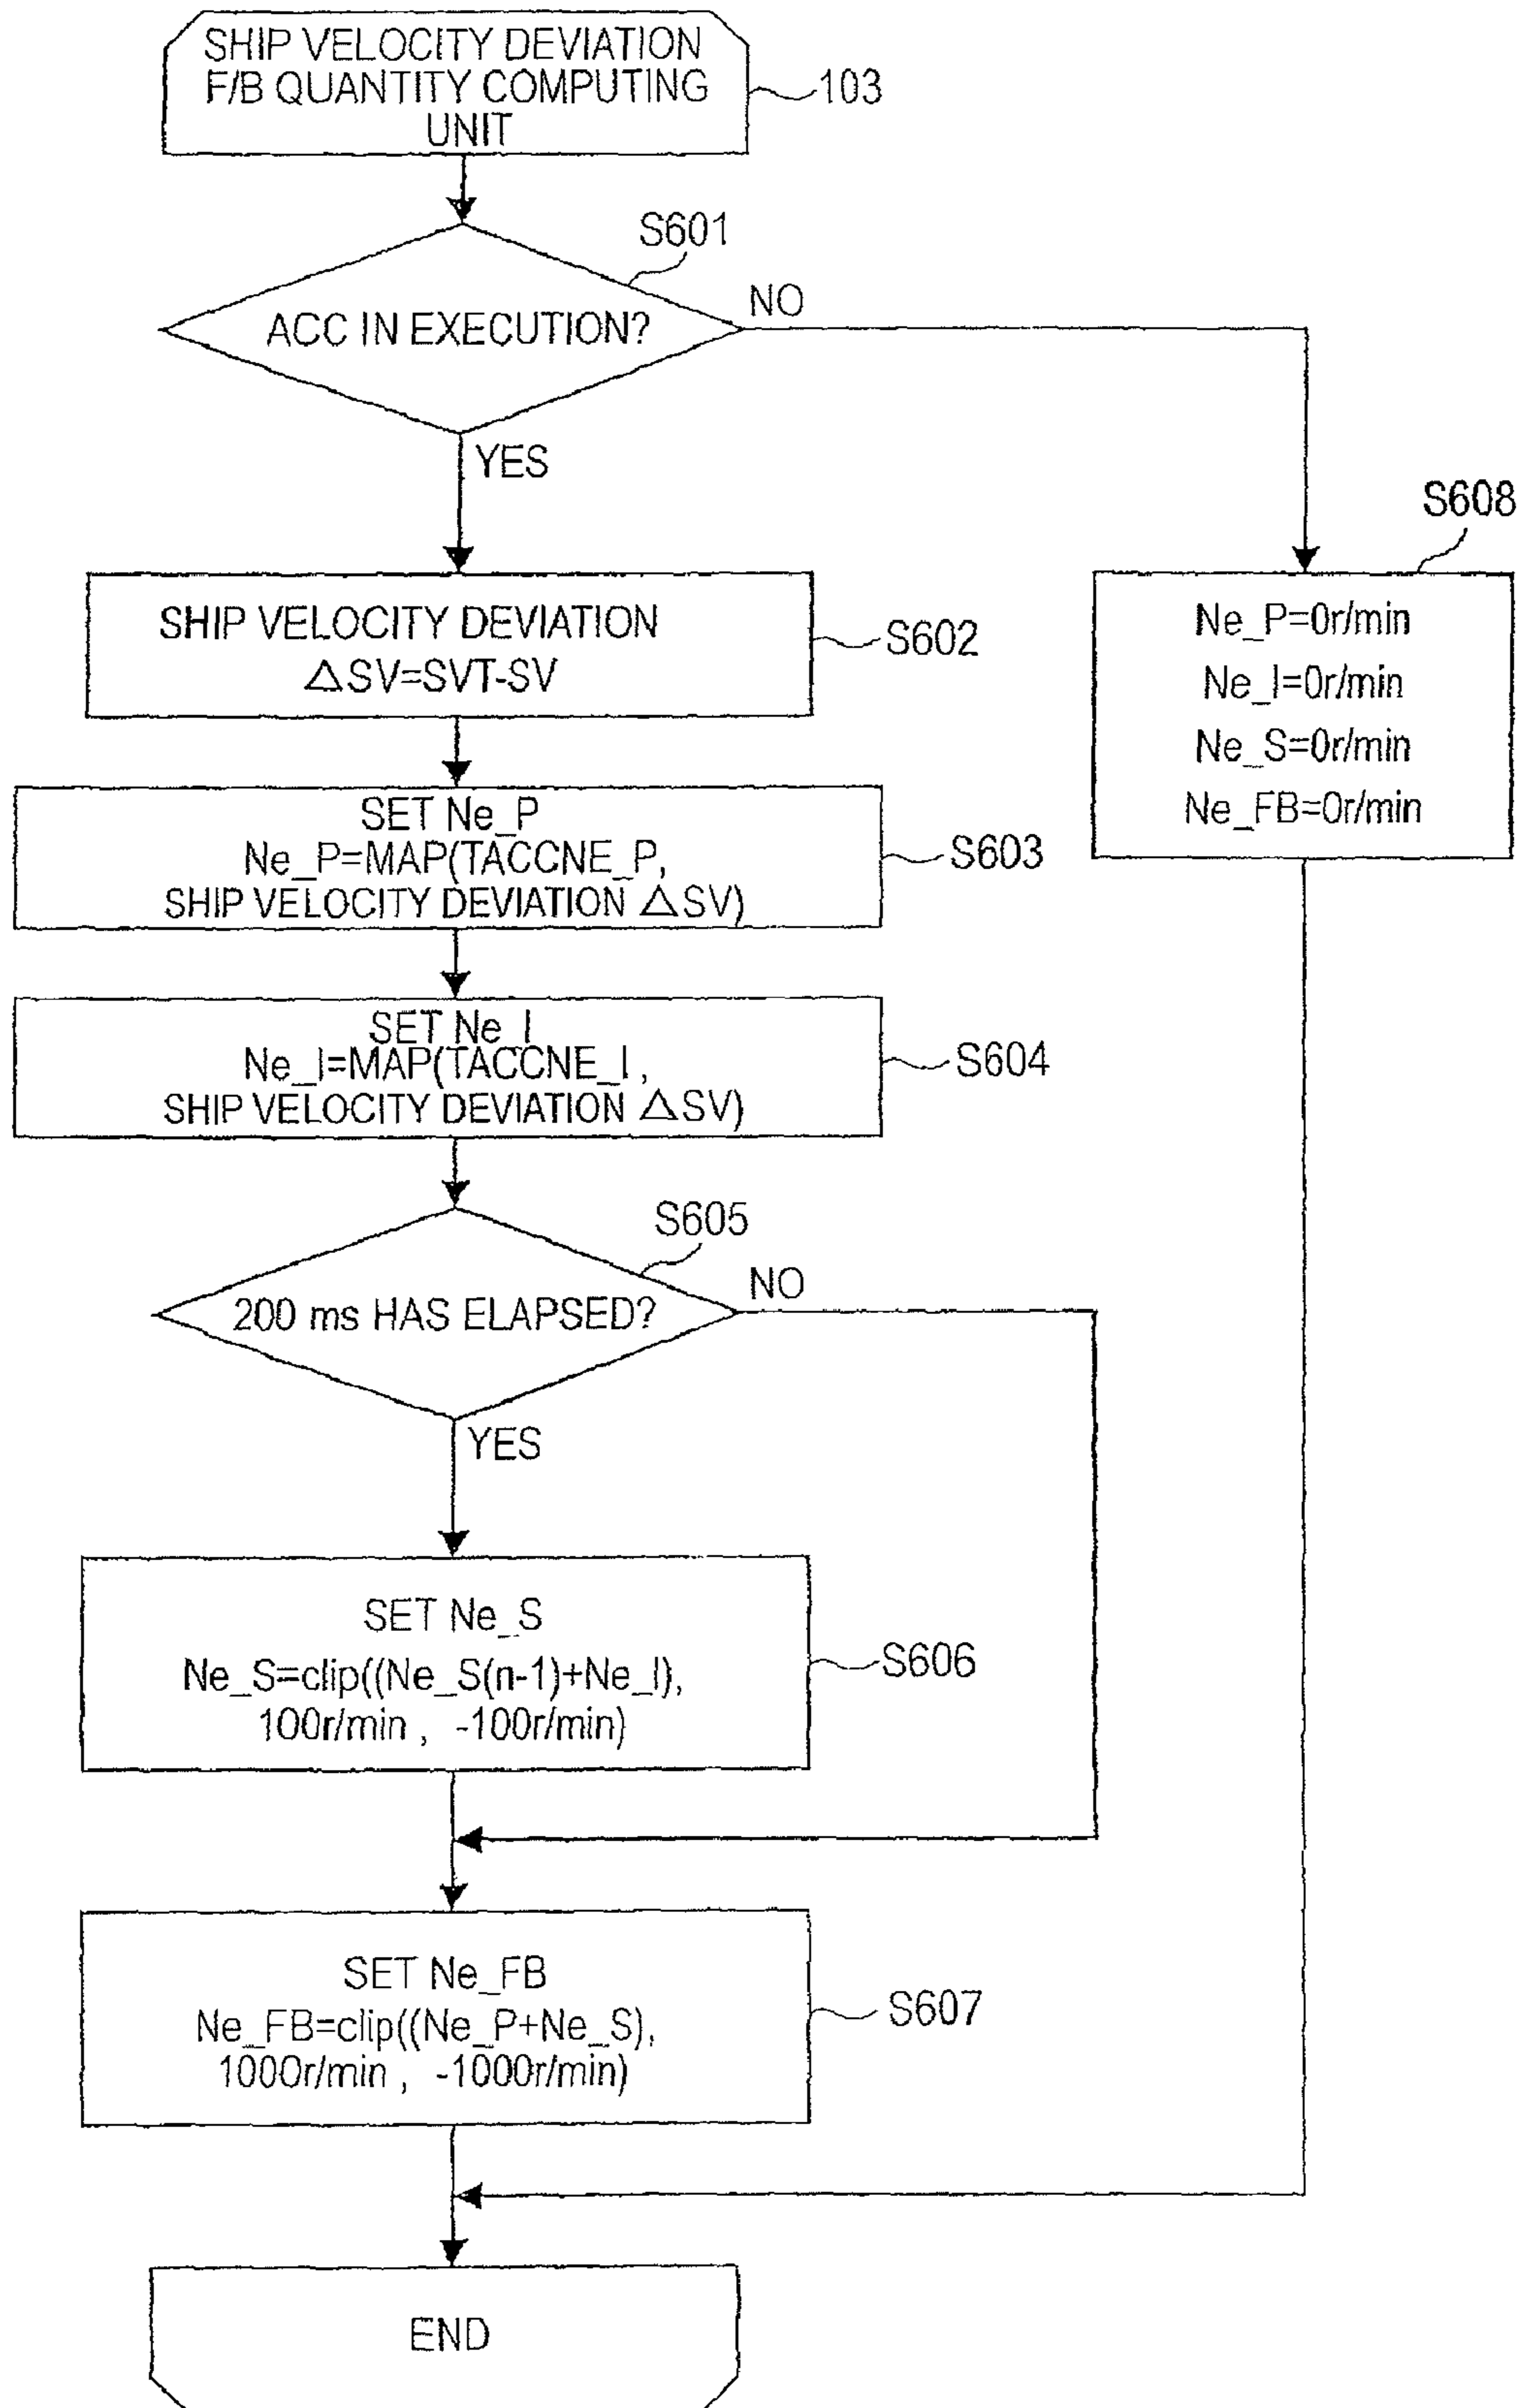 SHIP VELOCITY DEVIATION
F/B QUANTITY COMPUTING
UNIT
103
S601
ACC IN EXECUTION?
NO
YES
S602
SHIP VELOCITY DEVIATION
△SV=SVT-SV
S608
Ne_P=0r/min
Ne_I=0r/min
Ne_S=0r/min
Ne_FB=0r/min
SET Ne_P
Ne_P=MAP(TACCNE_P,
SHIP VELOCITY DEVIATION △SV)
S603
SET Ne_I
Ne_I=MAP(TACCNE_I,
SHIP VELOCITY DEVIATION △SV)
S604
S605
200 ms HAS ELAPSED?
NO
YES
SET Ne_S
Ne_S=clip((Ne_S(n-1)+Ne_I),
100r/min , -100r/min)
S606
SET Ne_FB
Ne_FB=clip((Ne_P+Ne_S),
1000r/min , -1000r/min)
S607
END